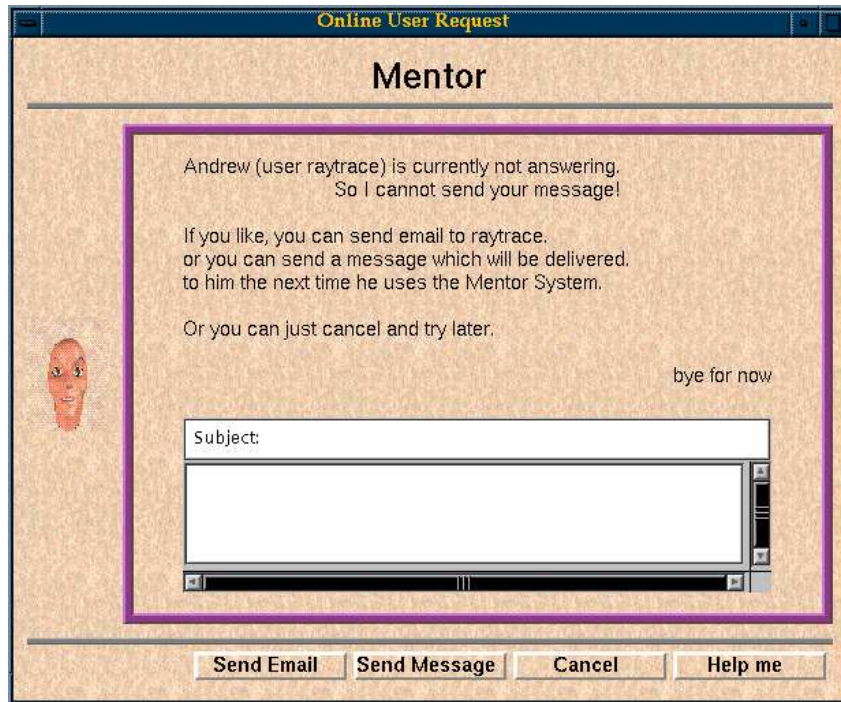 Online User Request
Mentor
Andrew (user raytrace) is currently not answering.
So I cannot send your message!
If you like, you can send email to raytrace.
or you can send a message which will be delivered.
to him the next time he uses the Mentor System.
Or you can just cancel and try later.
bye for now
Subject:
Send Email Send Message Cancel Help me